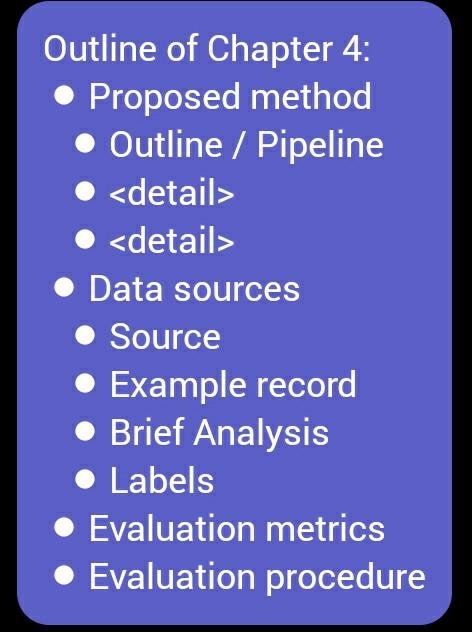 Outline of Chapter 4:
● Proposed method
● Outline / Pipeline
● <detail>
● <detail>
● Data sources
● Source
● Example record
● Brief Analysis
● Labels
● Evaluation metrics
● Evaluation procedure